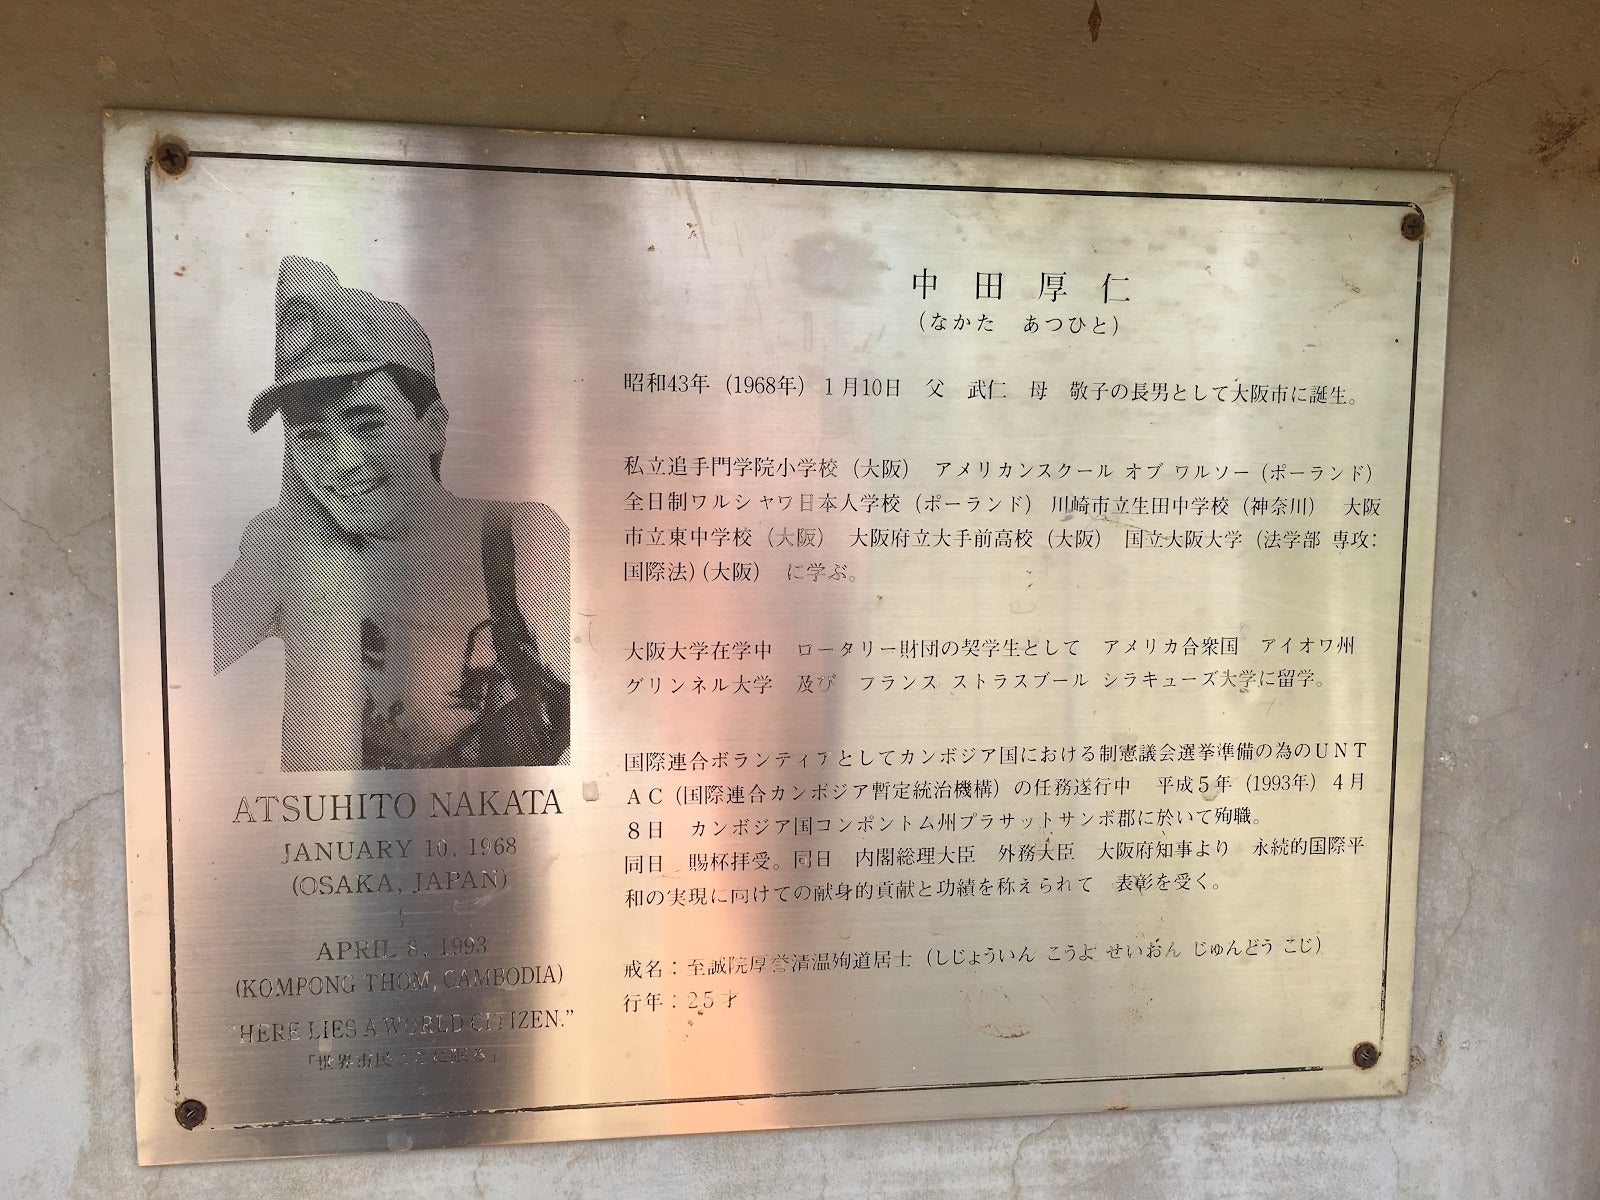 中田厚仁
(なかた あつひと)
昭和43年 (1968年) 1月10日 父 武仁 母 敬子の長男として大阪市に誕生。
私立追手門学院小学校 (大阪) アメリカンスクール オブ ワルソー (ポーランド)
全日制ワルシャワ日本人学校 (ポーランド) 川崎市立生田中学校 (神奈川) 大阪
市立東中学校 (大阪) 大阪府立大手前高校 (大阪) 国立大阪大学 (法学部 専攻:
国際法) (大阪) に学ぶ。
大阪大学在学中 ロータリー財団の奨学生として アメリカ合衆国 アイオワ州
グリンネル大学 及び フランス ストラスブール シラキューズ大学に留学。
国際連合ボランティアとしてカンボジア国における制憲議会選挙準備の為のUNT
AC (国際連合カンボジア暫定統治機構) の任務遂行中 平成5年 (1993年) 4月
8日 カンボジア国コンポントム州プラサットサンボ郡に於いて殉職。
同日 賜杯拝受。同日 内閣総理大臣 外務大臣 大阪府知事より 永続的国際平
和の実現に向けての献身的貢献と功績を称えられて 表彰を受く。
戒名:至誠院厚誉清温殉道居士 (しじょういん こうよ せいおん じゅんどう こじ)
行年:25才
ATSUHITO NAKATA
JANUARY 10, 1968
(OSAKA, JAPAN)
~
APRIL 8, 1993
(KOMPONG THOM, CAMBODIA)
"HERE LIES A WORLD CITIZEN."
「世界市民ここに眠る」